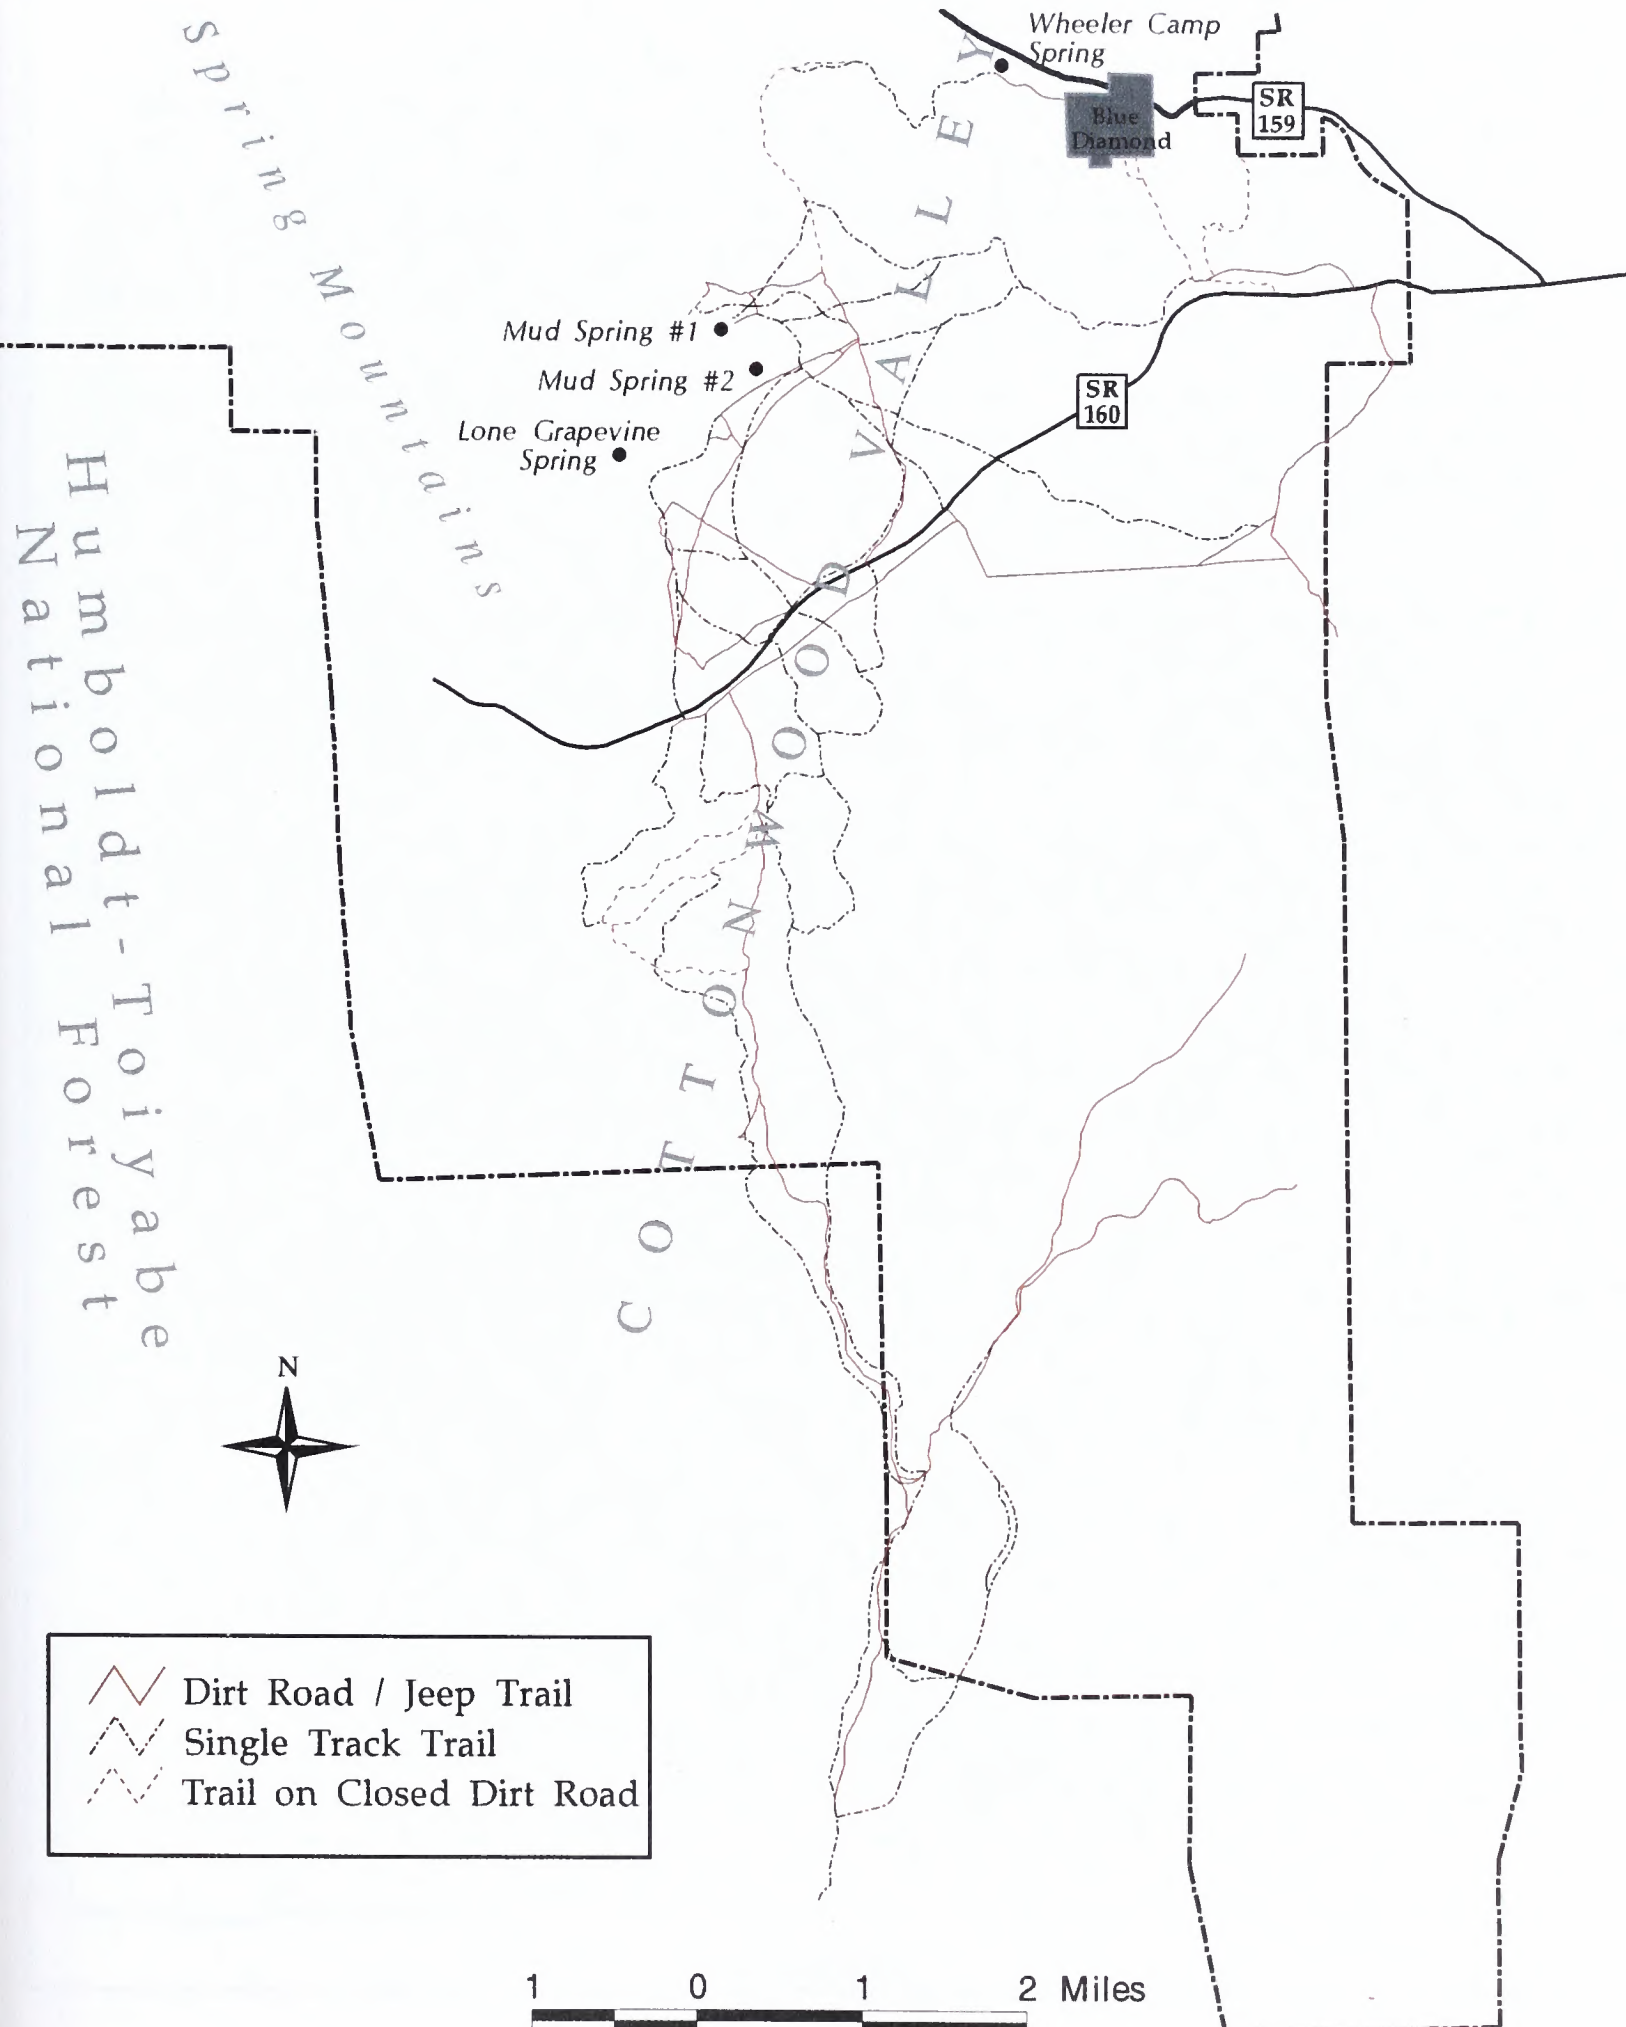 Wheeler Camp
Spring
Blue
Diamond
SR
159
Spring Mountains
Mud Spring #1
Mud Spring #2
Lone Grapevine
Spring
SR
160
COTTONWOOD VALLEY
Humboldt-Toiyabe
National Forest
N
Dirt Road / Jeep Trail
Single Track Trail
Trail on Closed Dirt Road
1 0 1 2 Miles